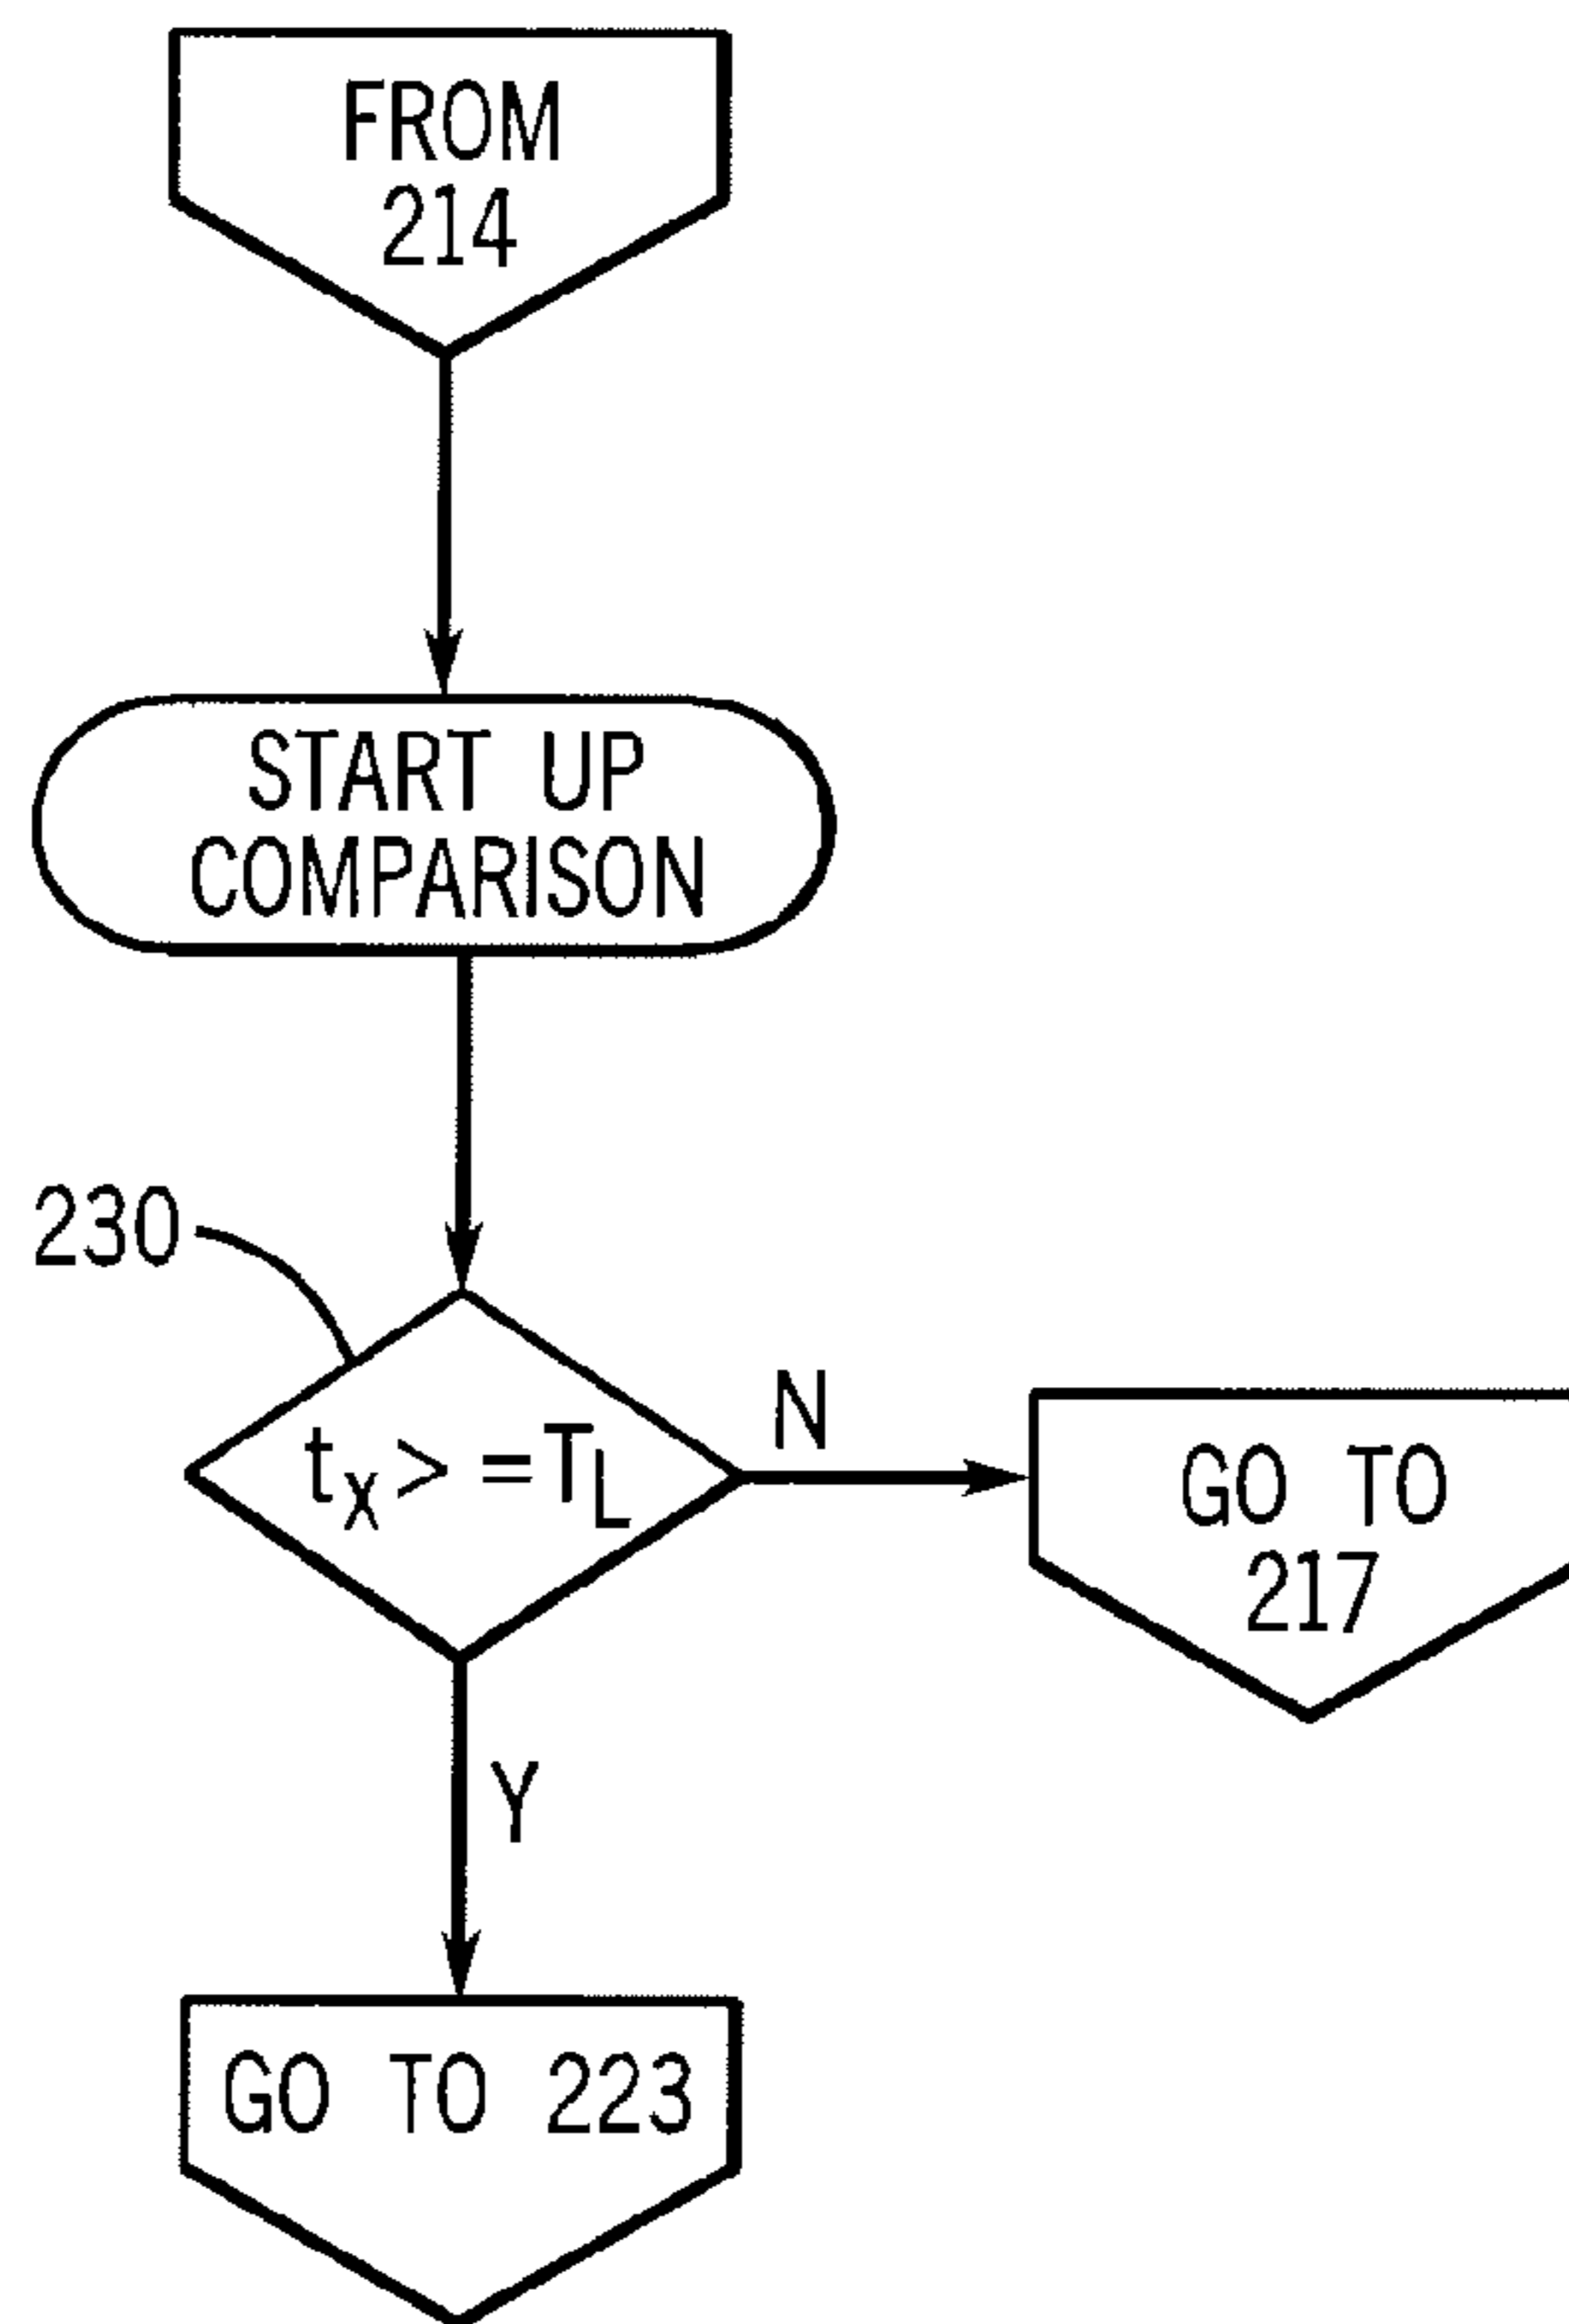 FROM
214
START UP
COMPARISON
230
N
tX> =TL
GO TO
217
Y
GO TO 223